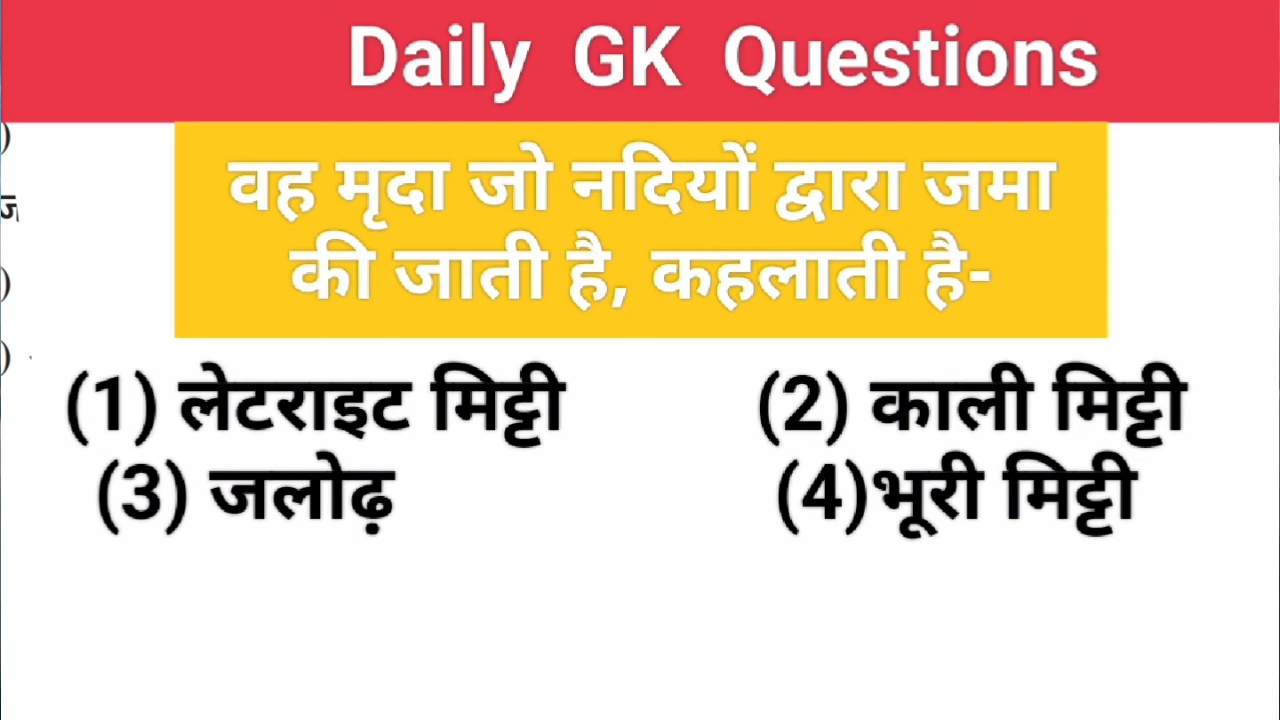 Daily GK Questions
वह मृदा जो नदियों द्वारा जमा
की जाती है, कहलाती है-
(1) लेटराइट मिट्टी (2) काली मिट्टी
(3) जलोढ़ (4)भूरी मिट्टी